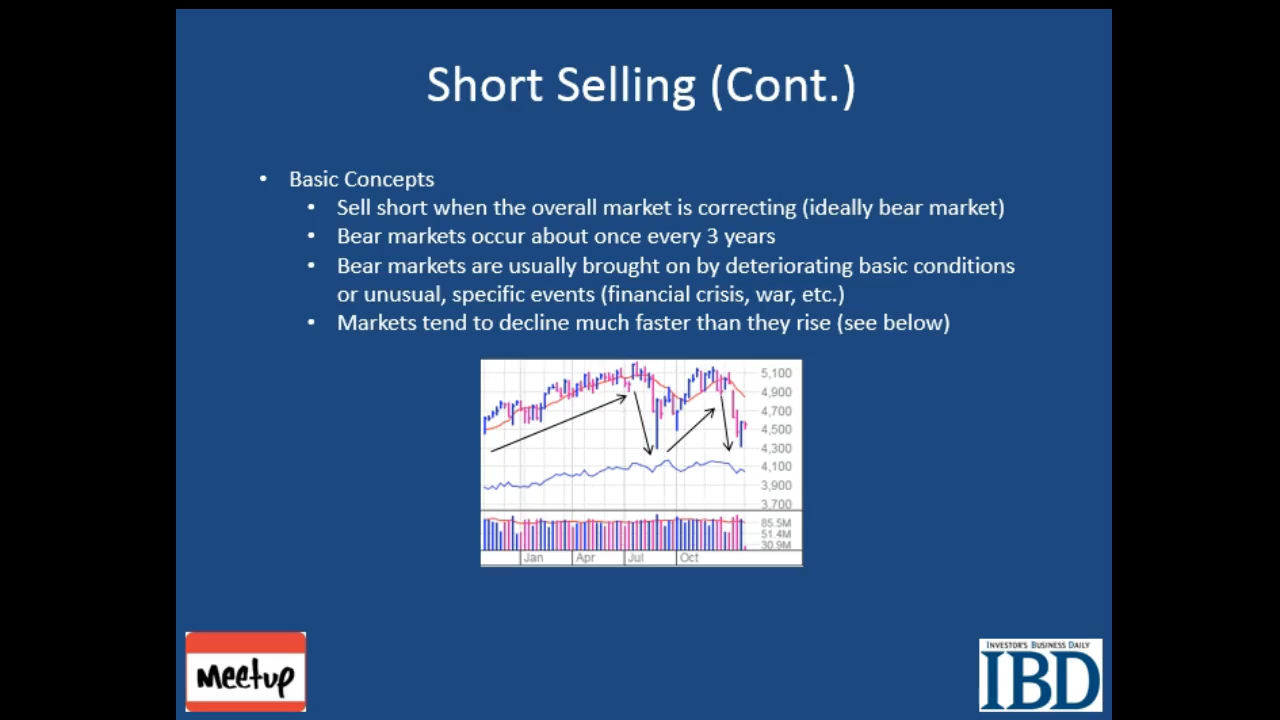 Short Selling (Cont.)
• Basic Concepts
• Sell short when the overall market is correcting (ideally bear market)
• Bear markets occur about once every 3 years
• Bear markets are usually brought on by deteriorating basic conditions
or unusual, specific events (financial crisis, war, etc.)
• Markets tend to decline much faster than they rise (see below)
5,100
4,900
4,700
4,500
4,300
4,100
3,900
3,700
85.5M
51.4M
30.9M
Jan Apr Jul Oct
Meetup
INVESTOR'S BUSINESS DAILY
IBD